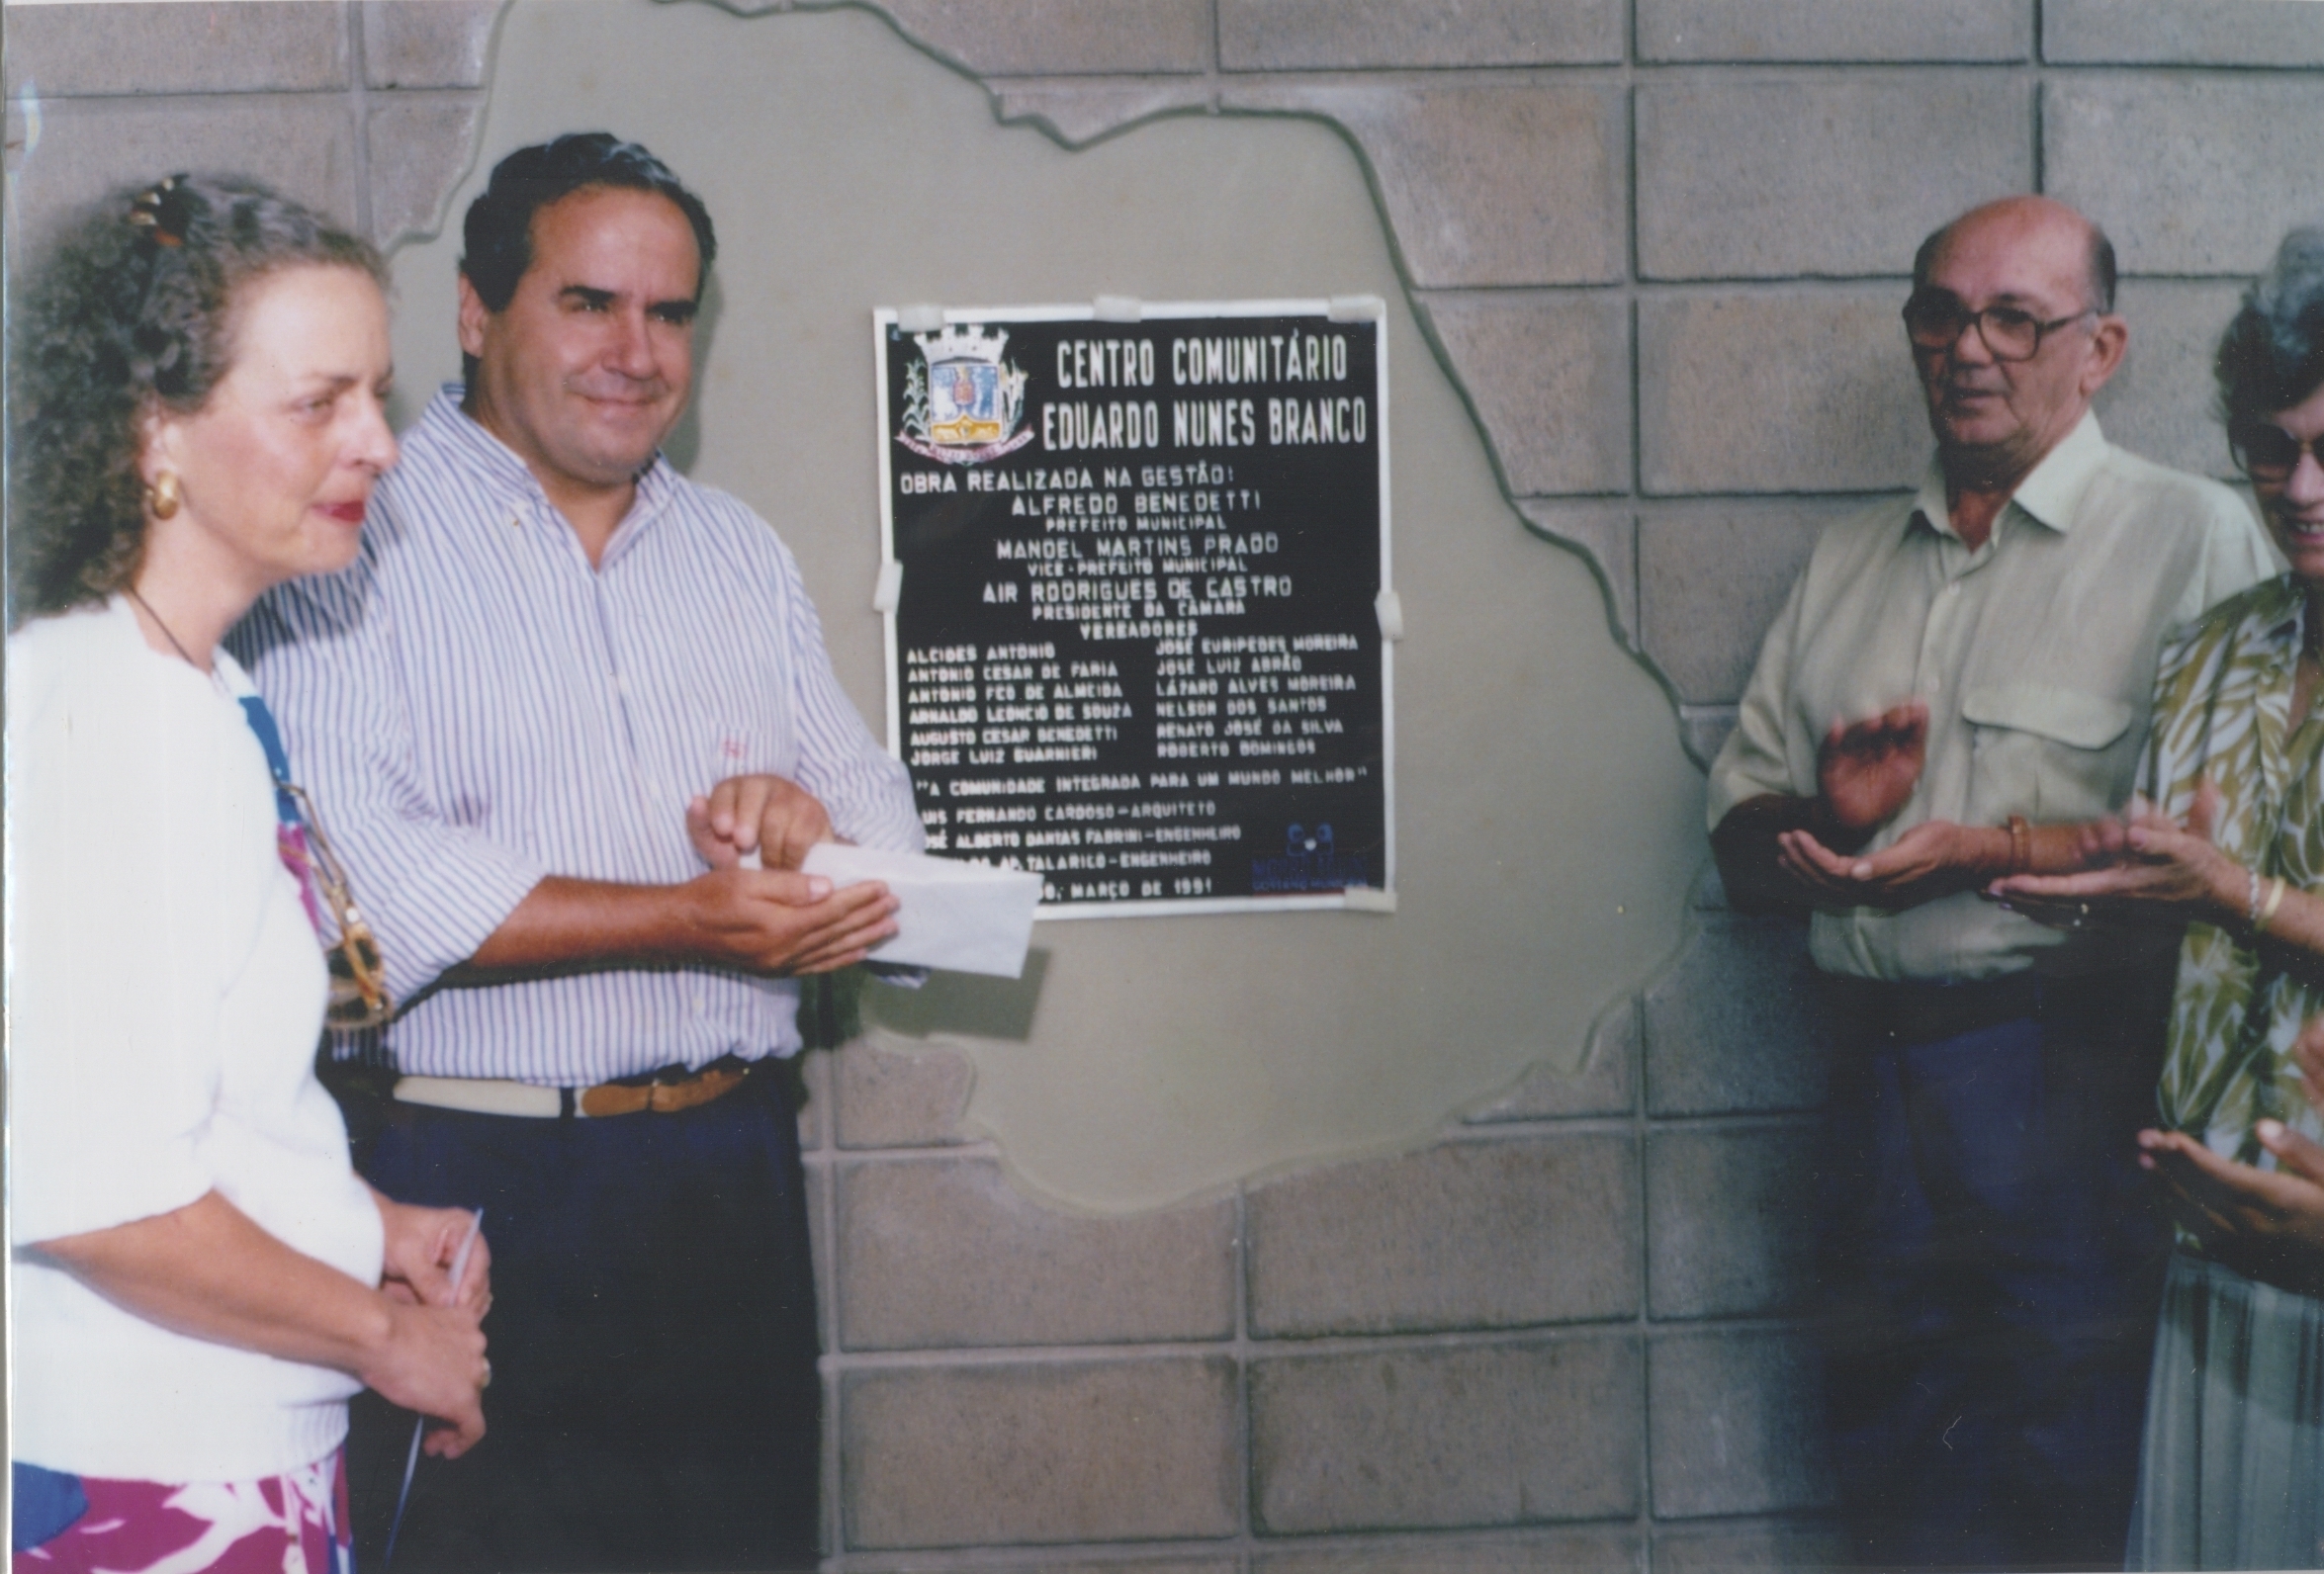 CENTRO COMUNITÁRIO
EDUARDO NUNES BRANCO
OBRA REALIZADA NA GESTÃO:
ALFREDO BENEDETTI
PREFEITO MUNICIPAL
MANOEL MARTINS PRADO
VICE-PREFEITO MUNICIPAL
AIR RODRIGUES DE CASTRO
PRESIDENTE DA CÂMARA
VEREADORES
ALCIDES ANTONIO JOSÉ EURIPEDES MOREIRA
ANTONIO CESAR DE FARIA JOSÉ LUIZ ABRÃO
ANTONIO FCO DE ALMEIDA LÁZARO ALVES MOREIRA
ARNALDO LEONCIO DE SOUZA NELSON DOS SANTOS
AUGUSTO CESAR BENEDETTI RENATO JOSÉ DA SILVA
JORGE LUIZ GUARNIERI ROBERTO DOMINGOS
"A COMUNIDADE INTEGRADA PARA UM MUNDO MELHOR"
UIS FERNANDO CARDOSO-ARQUITETO
OSÉ ALBERTO DANTAS FABRINI-ENGENHEIRO
AP. TALARICO-ENGENHEIRO
MARÇO DE 1991